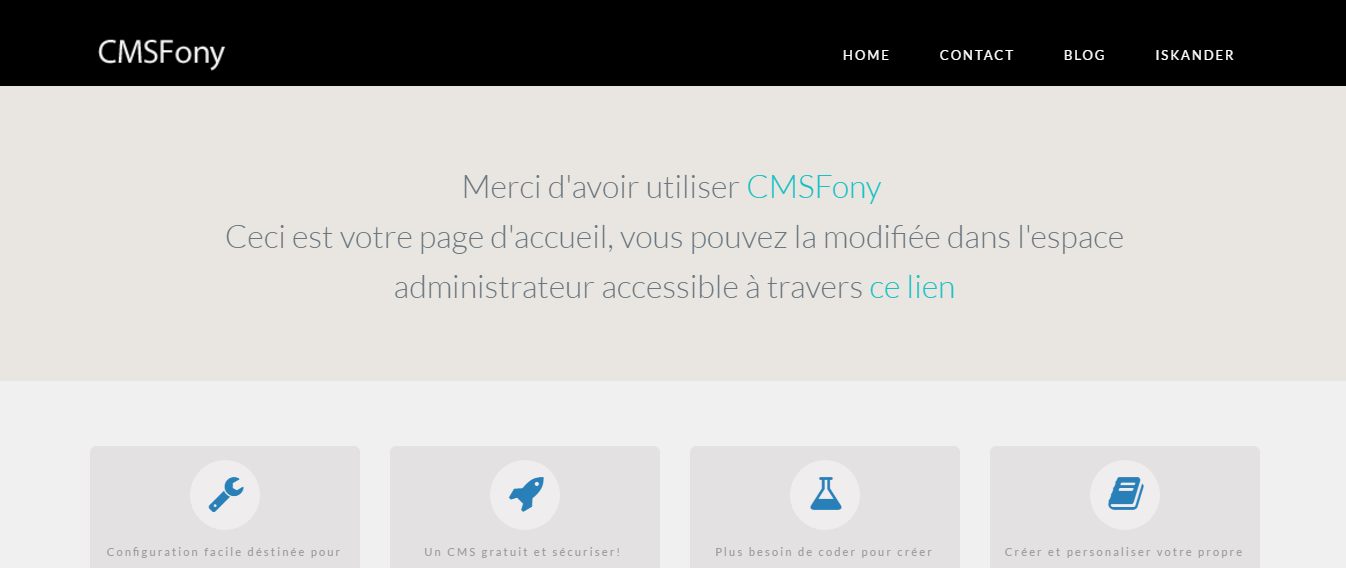 CMSFony
HOME CONTACT BLOG ISKANDER
Merci d'avoir utiliser CMSFony
Ceci est votre page d'accueil, vous pouvez la modifiée dans l'espace
administrateur accessible à travers ce lien
Configuration facile déstinée pour
Un CMS gratuit et sécuriser!
Plus besoin de coder pour créer
Créer et personaliser votre propre